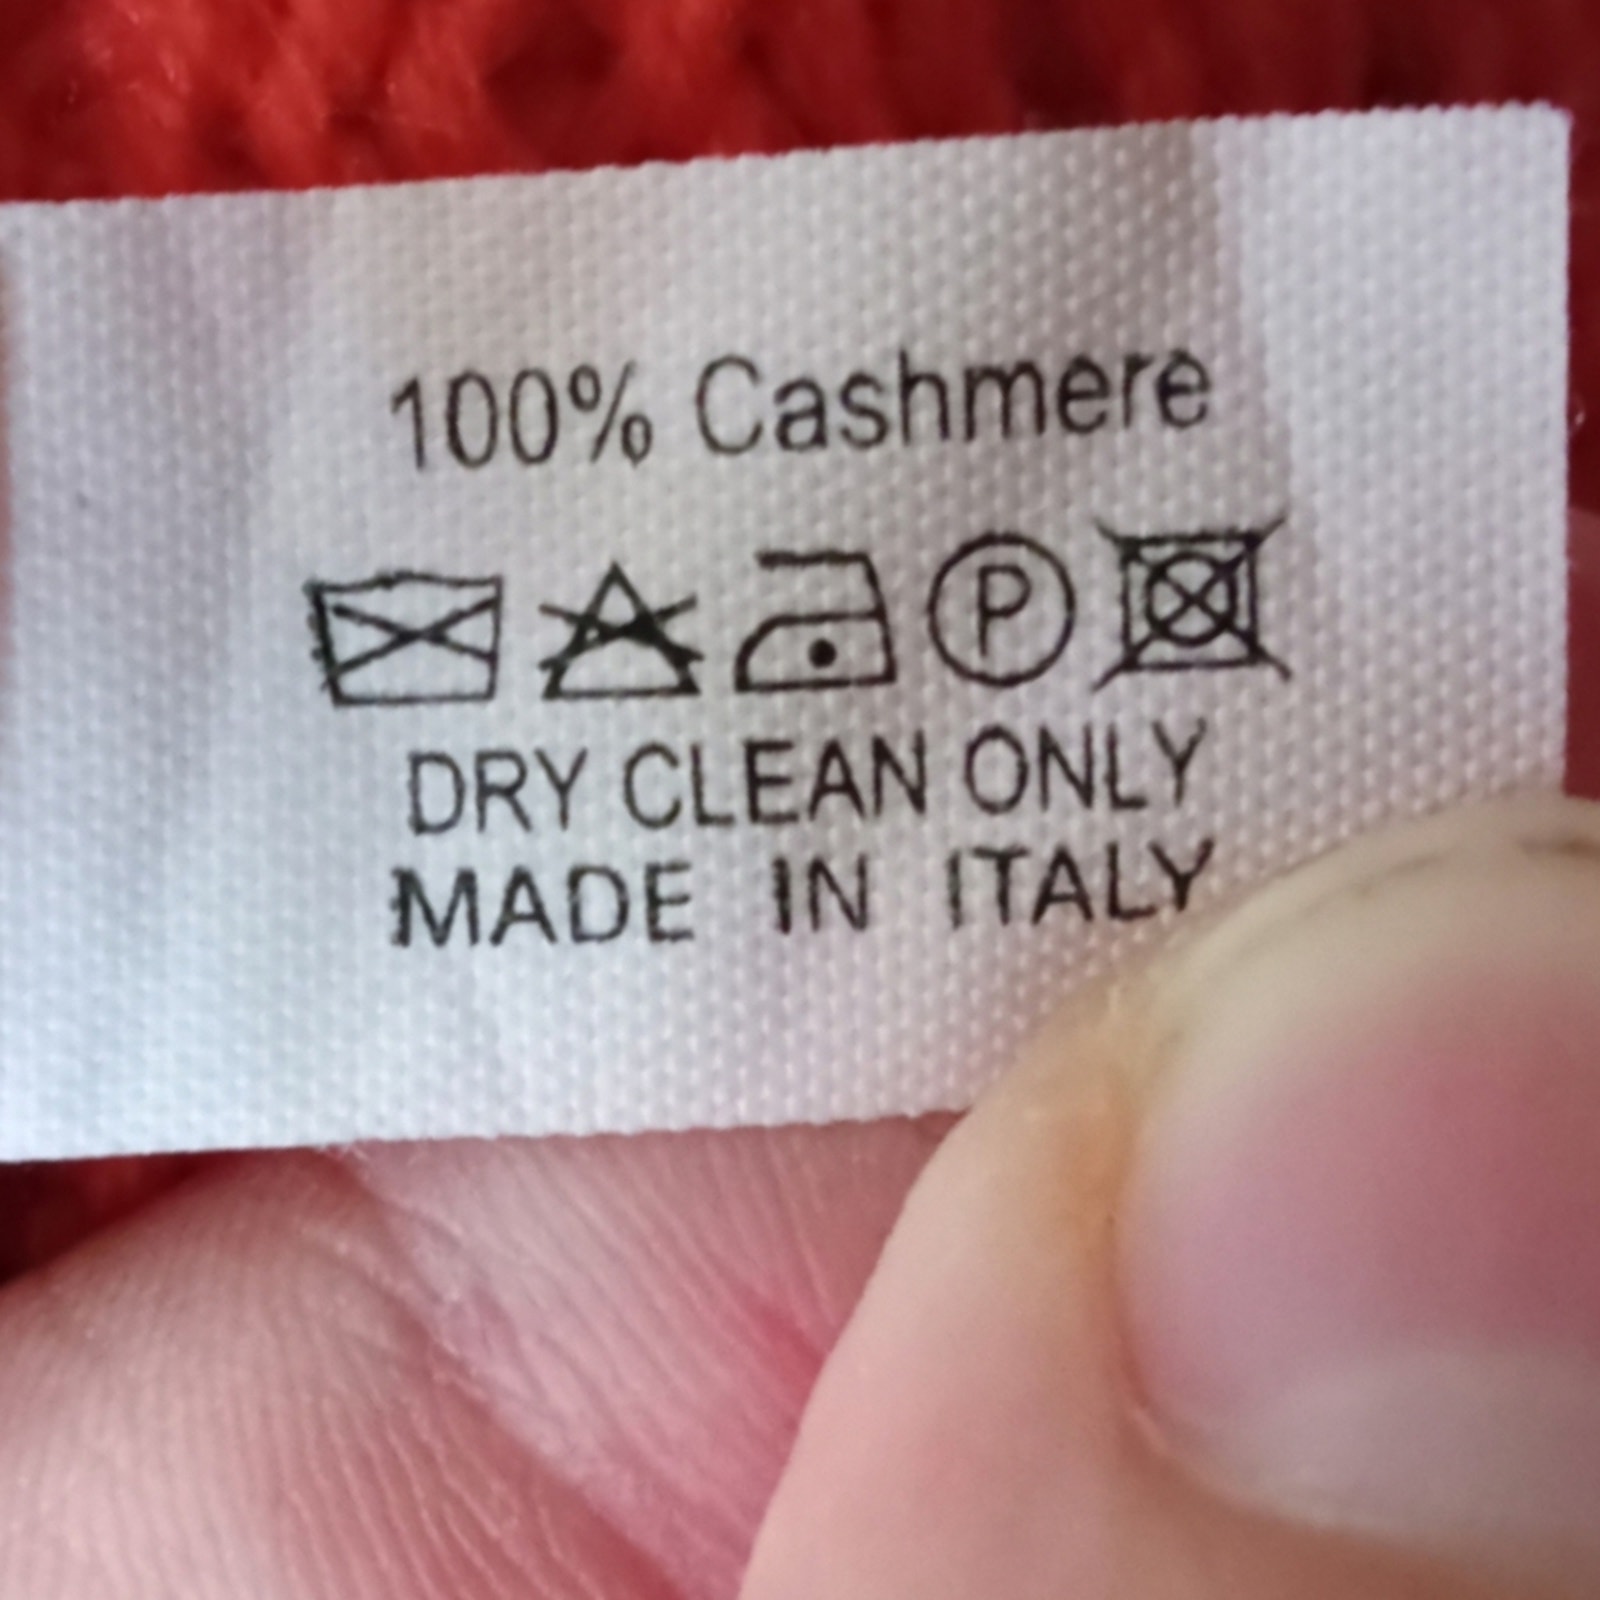 100% Cashmere
P
DRY CLEAN ONLY
MADE IN ITALY